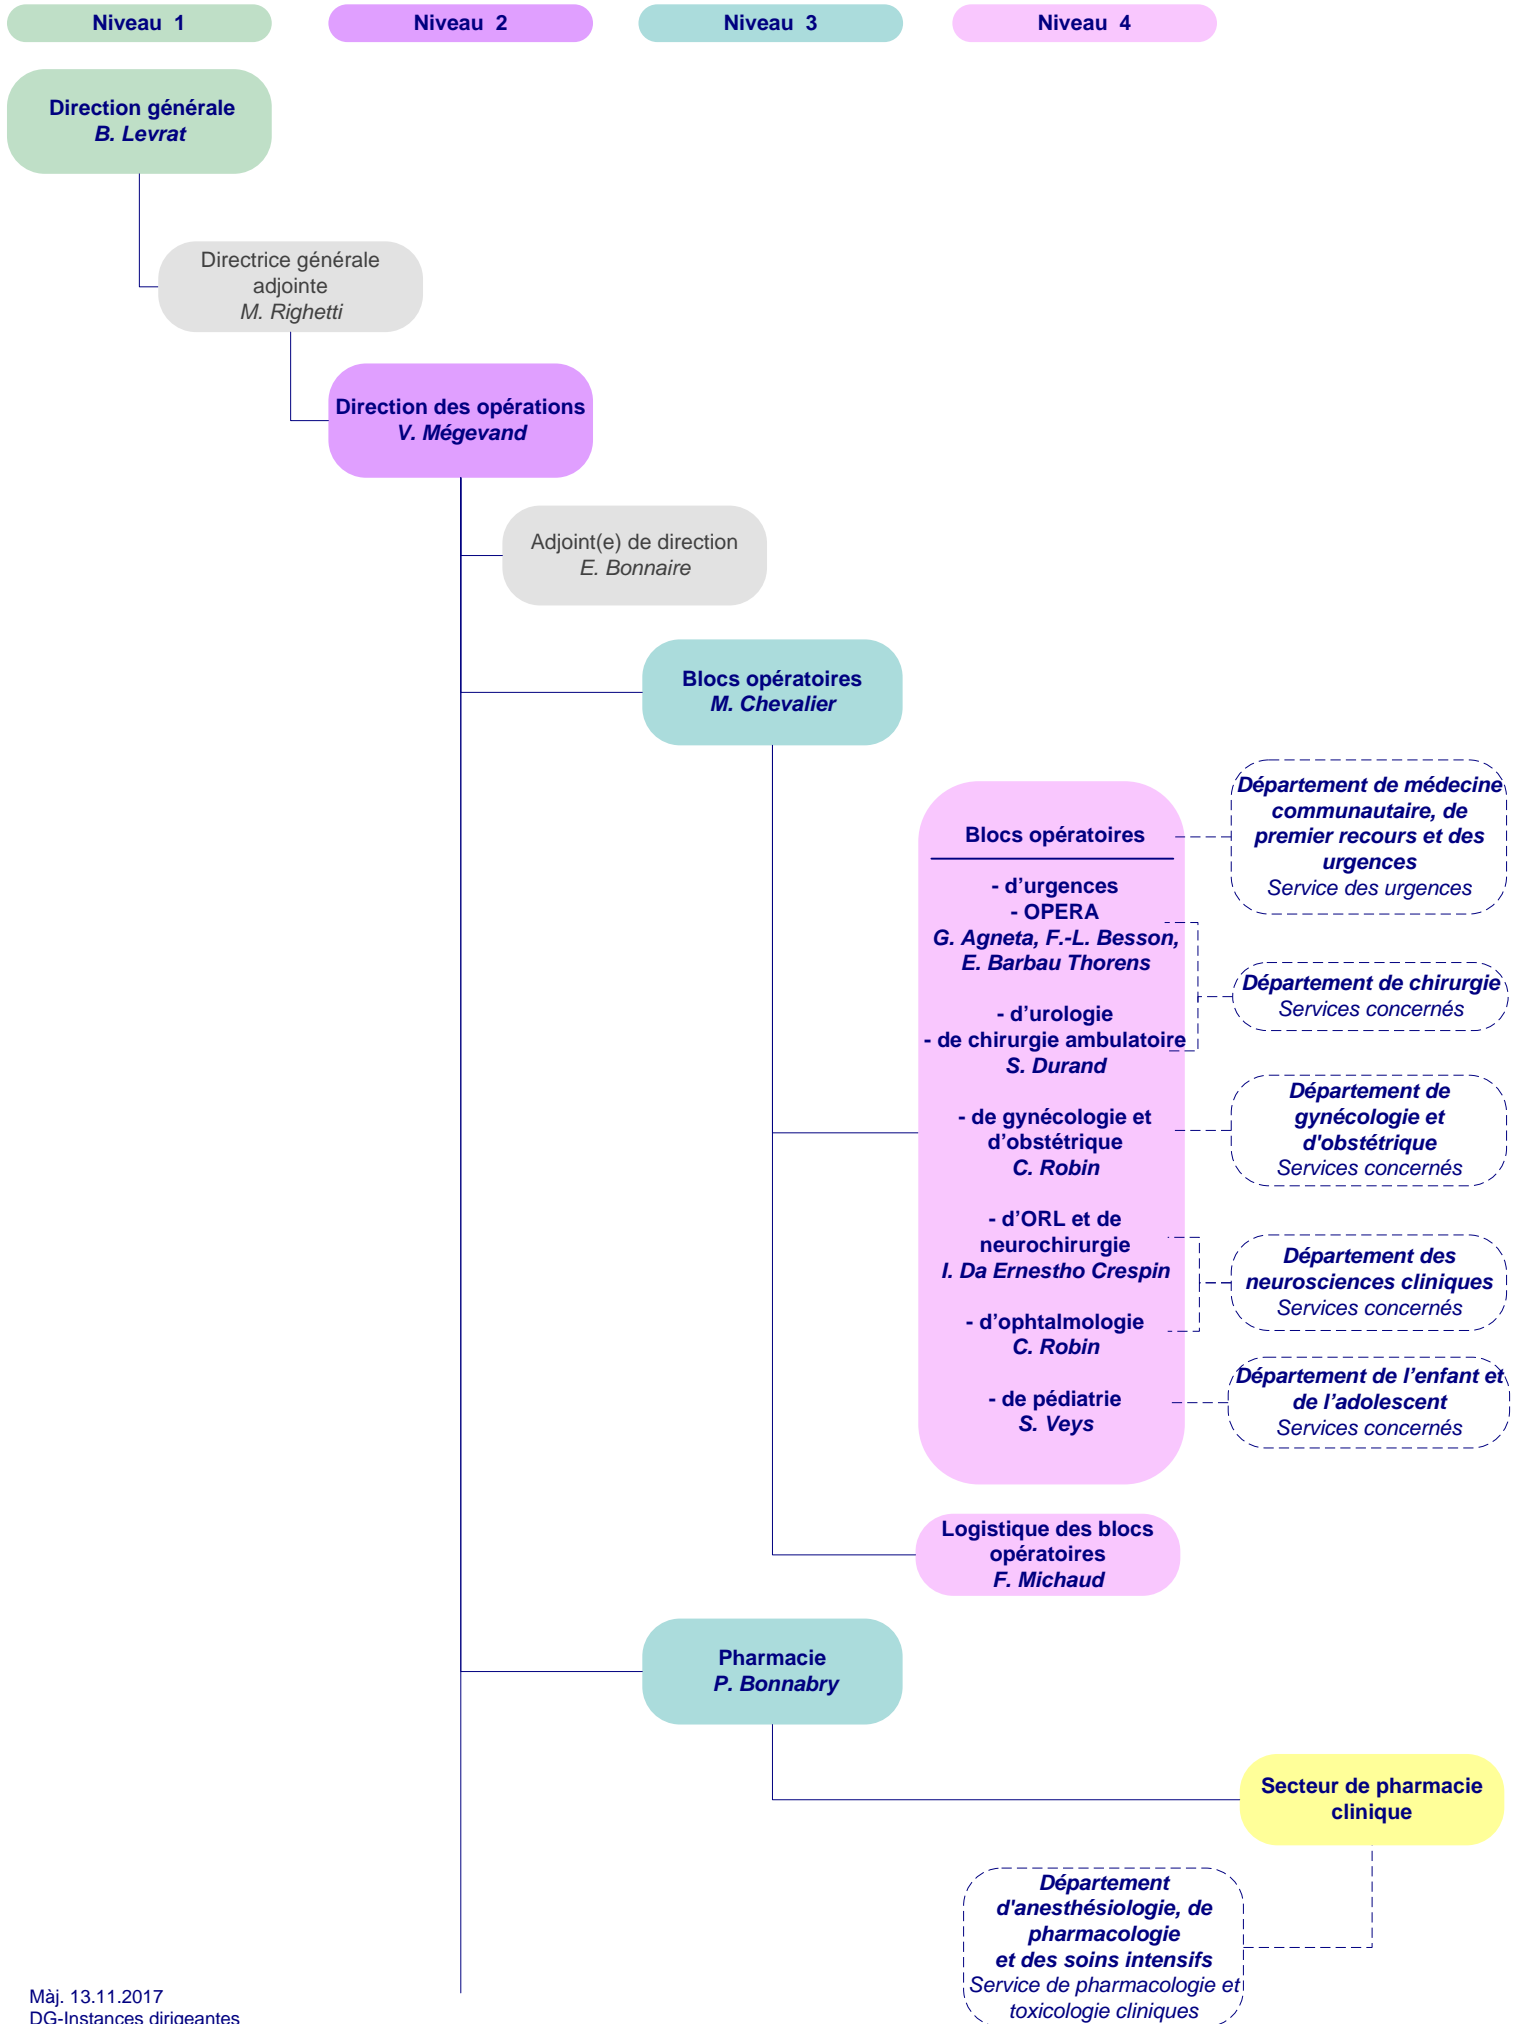 Niveau 1
Niveau 2
Niveau 3
Niveau 4
Direction générale
B. Levrat
Directrice générale
adjointe
M. Righetti
Direction des opérations
V. Mégevand
Adjoint(e) de direction
E. Bonnaire
Blocs opératoires
M. Chevalier
Blocs opératoires
- d’urgences
- OPERA
G. Agneta, F.-L. Besson,
E. Barbau Thorens
- d’urologie
- de chirurgie ambulatoire
S. Durand
- de gynécologie et
d’obstétrique
C. Robin
- d’ORL et de
neurochirurgie
I. Da Ernestho Crespin
- d’ophtalmologie
C. Robin
- de pédiatrie
S. Veys
Département de médecine
communautaire, de
premier recours et des
urgences
Service des urgences
Département de chirurgie
Services concernés
Département de
gynécologie et
d'obstétrique
Services concernés
Département des
neurosciences cliniques
Services concernés
Département de l’enfant et
de l’adolescent
Services concernés
Logistique des blocs
opératoires
F. Michaud
Pharmacie
P. Bonnabry
Secteur de pharmacie
clinique
Département
d'anesthésiologie, de
pharmacologie
et des soins intensifs
Service de pharmacologie et
toxicologie cliniques
Màj. 13.11.2017
DG-Instances dirigeantes